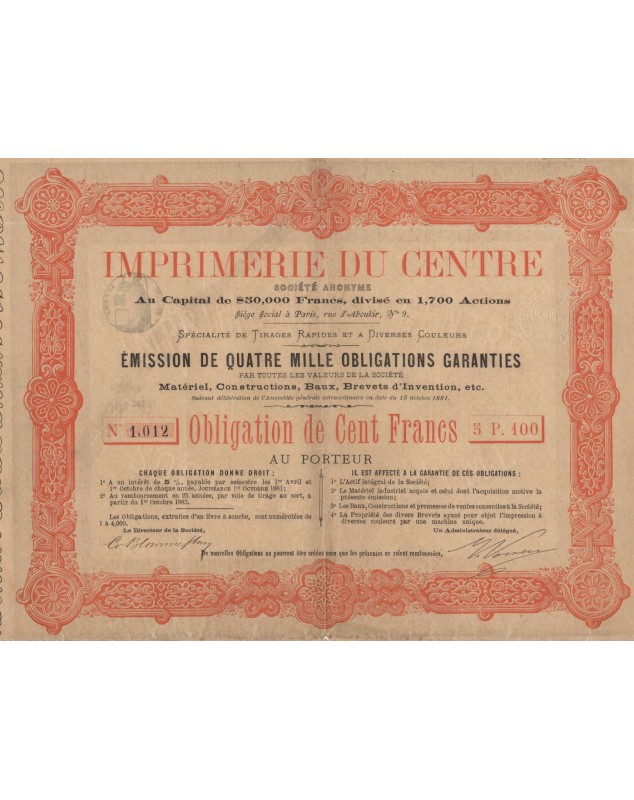 IMPRIMERIE DU CENTRE
SOCIÉTÉ ANONYME
Au Capital de 850,000 Francs, divisé en 1,700 Actions
Siège Social à Paris, rue d'Aboukir, N° 9.
SPÉCIALITÉ DE TIRAGES RAPIDES ET A DIVERSES COULEURS
ÉMISSION DE QUATRE MILLE OBLIGATIONS GARANTIES
PAR TOUTES LES VALEURS DE LA SOCIÉTÉ
Matériel, Constructions, Baux, Brevets d'Invention, etc.
Suivant délibération de l'Assemblée générale extraordinaire en date du 15 octobre 1881.
N° 1,012 Obligation de Cent Francs 5 P. 100
AU PORTEUR
CHAQUE OBLIGATION DONNE DROIT :
1° A un intérêt de 5 %, payable par semestre les 1er Avril et
1er Octobre de chaque année, JOUISSANCE 1er OCTOBRE 1881;
2° Au remboursement en 25 années, par voie de tirage au sort, à
partir du 1er Octobre 1882.
Les Obligations, extraites d'un livre à souche, sont numérotées de
1 à 4,000.
Le Directeur de la Société,
IL EST AFFECTÉ A LA GARANTIE DE CES OBLIGATIONS :
1° L'Actif intégral de la Société;
2° Le Matériel industriel acquis et celui dont l'acquisition motive la
présente émission;
3° Les Baux, Constructions et promesses de ventes consenties à la Société;
4° La Propriété des divers Brevets ayant pour objet l'impression à
diverses couleurs par une machine unique.
Un Administrateur délégué,
De nouvelles Obligations ne pourront être créées sans que les présentes ne soient remboursées.